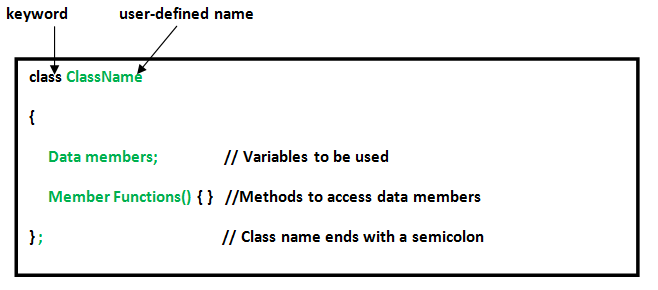 keyword user-defined name
class ClassName
{
Data members; // Variables to be used
Member Functions() { } //Methods to access data members
} ; // Class name ends with a semicolon